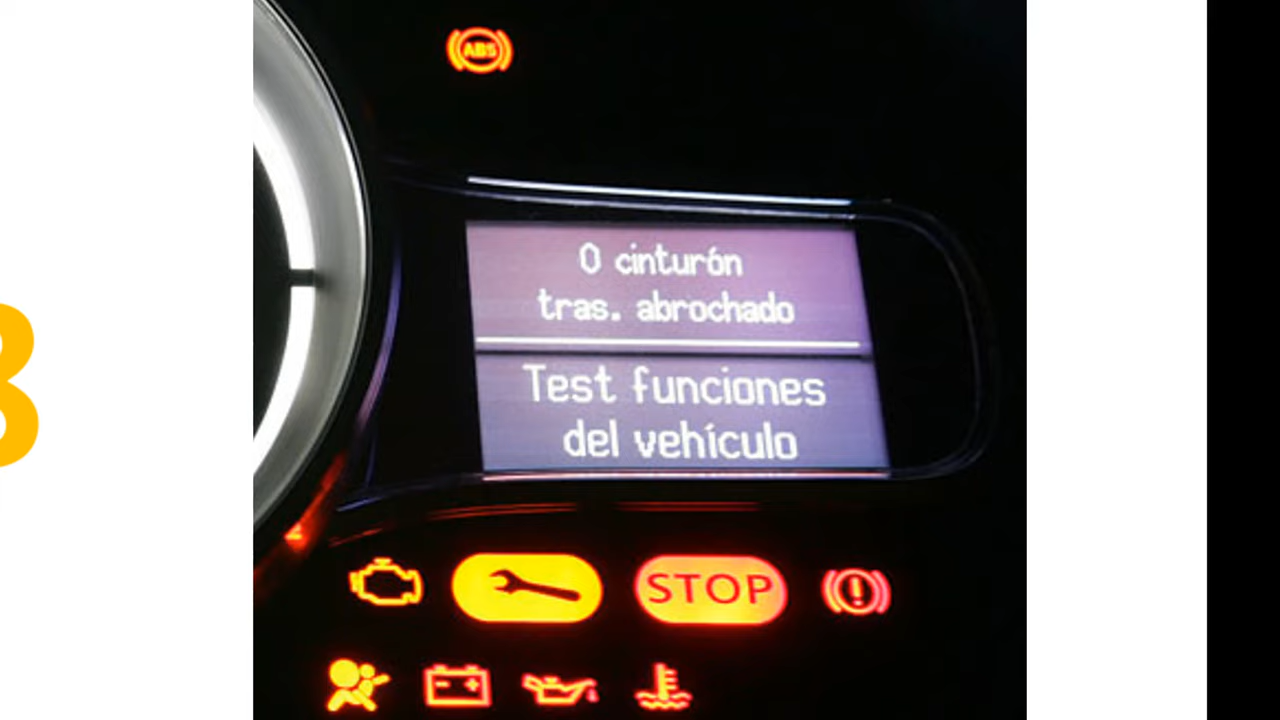 ABS
0 cinturón
tras. abrochado
Test funciones
del vehículo
STOP